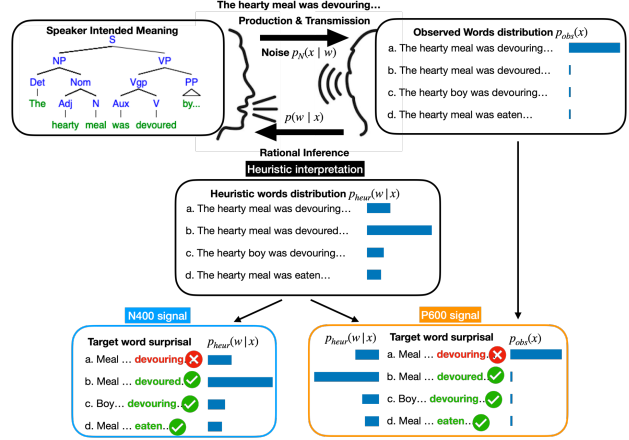 The hearty meal was devouring…
Speaker Intended Meaning
S
NP VP
Det Nom Vgp PP
The Adj N Aux V by...
hearty meal was devoured
Production & Transmission
Noise p_N(x | w)
p(w | x)
Rational Inference
Observed Words distribution p_obs(x)
a. The hearty meal was devouring…
b. The hearty meal was devoured…
c. The hearty boy was devouring…
d. The hearty meal was eaten…
Heuristic interpretation
Heuristic words distribution p_heur(w | x)
a. The hearty meal was devouring…
b. The hearty meal was devoured…
c. The hearty boy was devouring…
d. The hearty meal was eaten…
N400 signal
Target word surprisal p_heur(w | x)
a. Meal … devouring..
b. Meal … devoured..
c. Boy… devouring…
d. Meal … eaten…
P600 signal
p_heur(w | x) Target word surprisal p_obs(x)
a. Meal … devouring..
b. Meal … devoured..
c. Boy… devouring…
d. Meal … eaten…